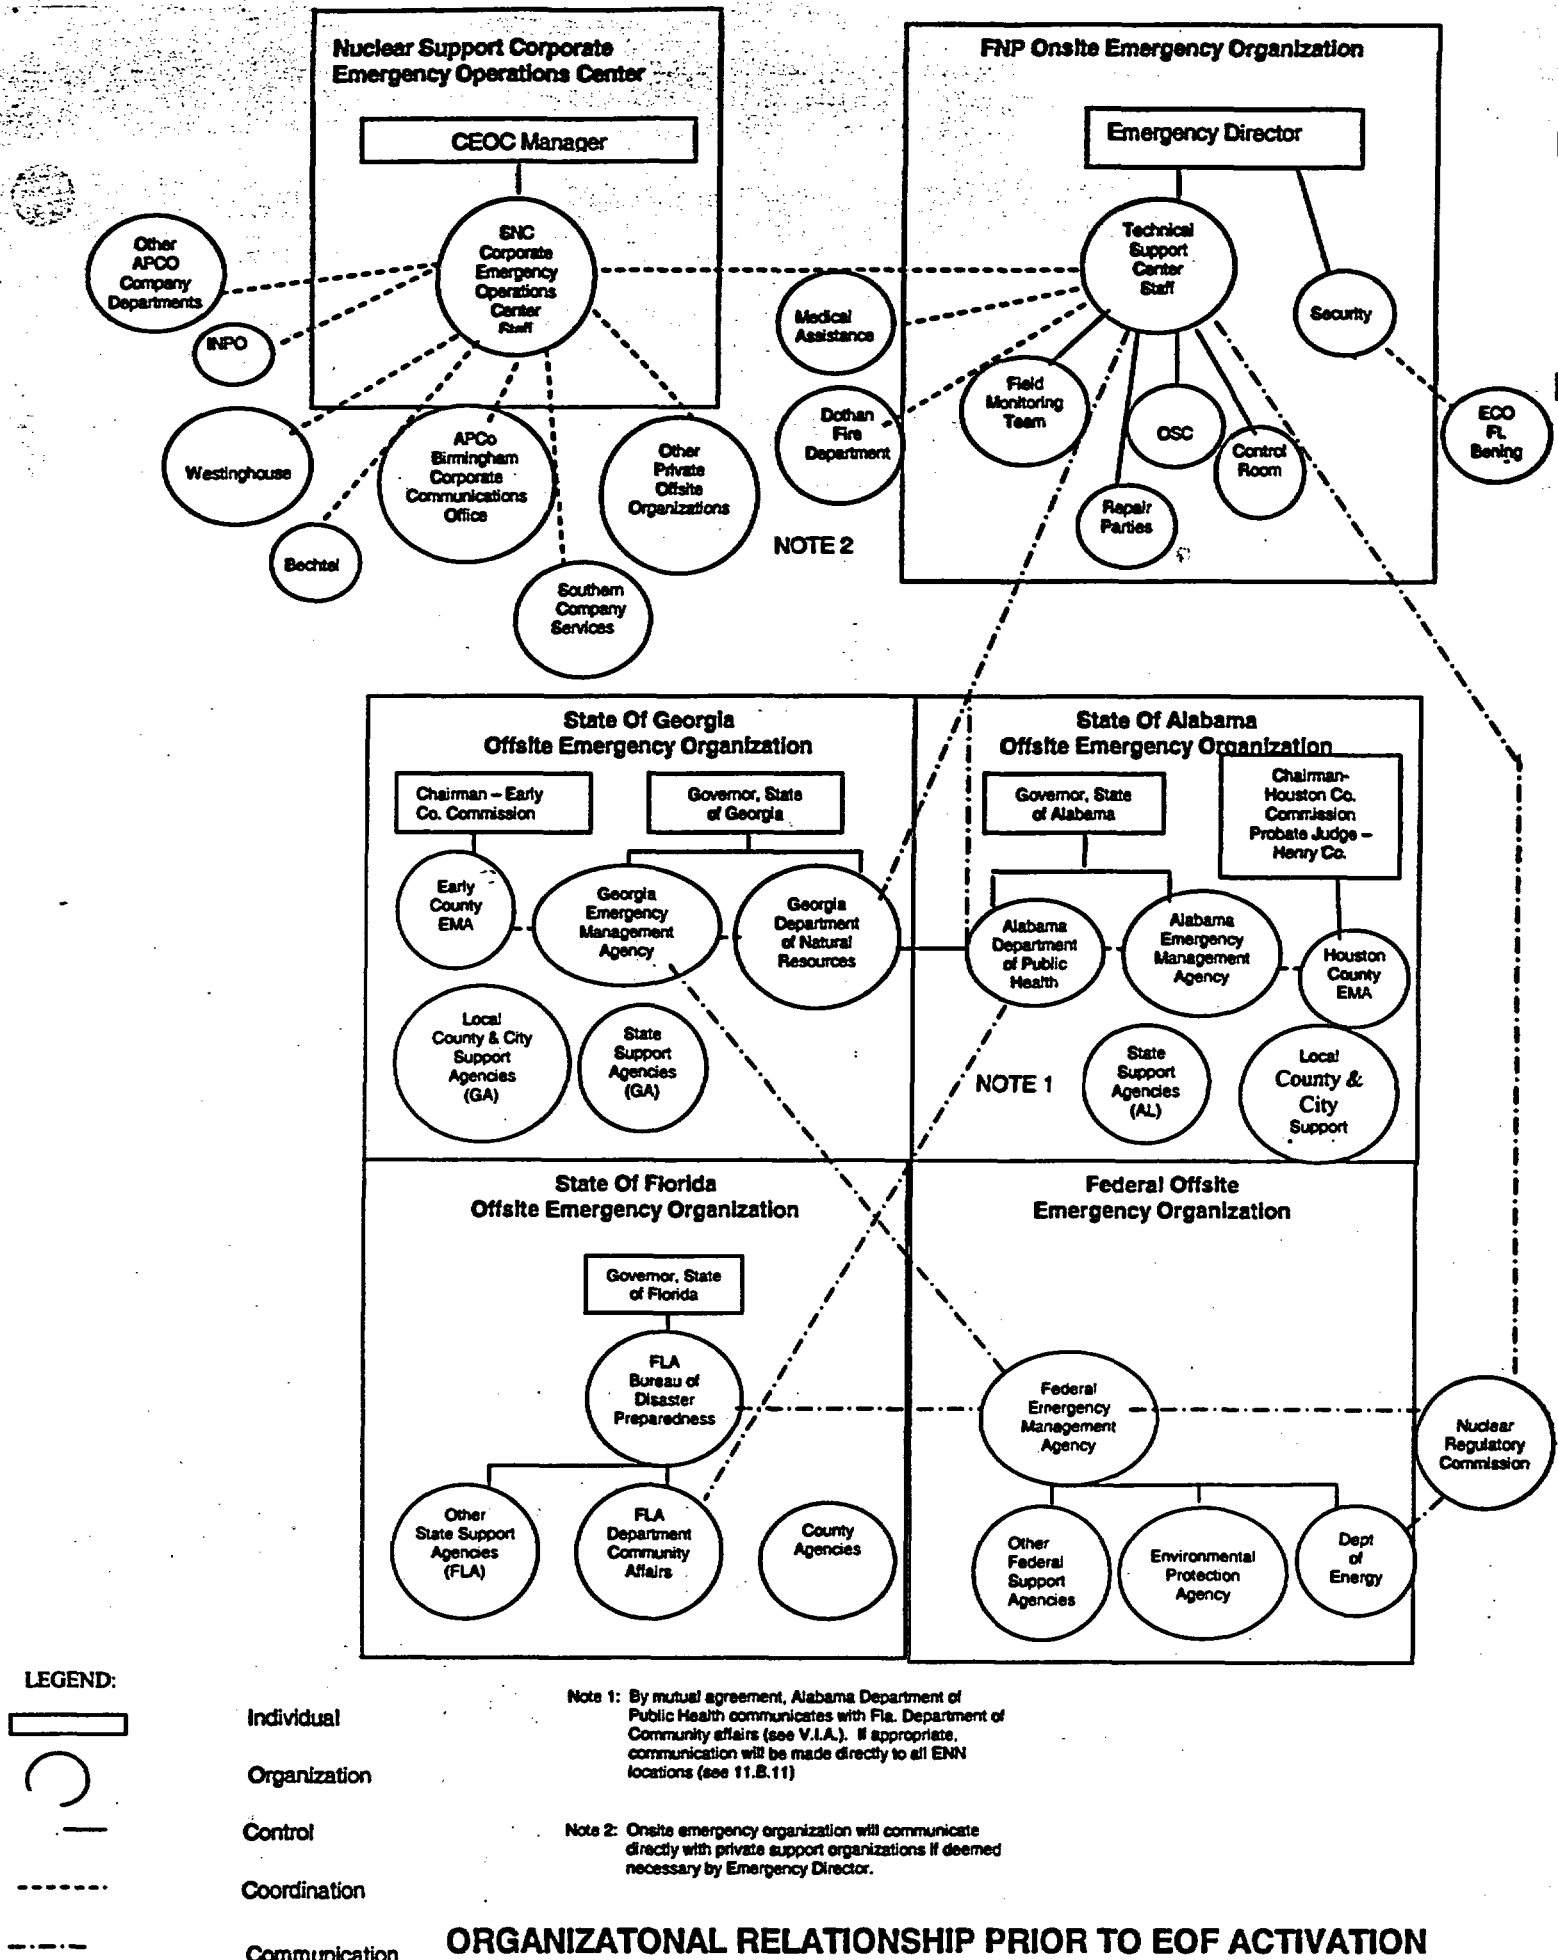 Nuclear Support Corporate
Emergency Operations Center
CEOC Manager
SNC
Corporate
Emergency
Operations
Center
Staff
Other
APCO
Company
Departments
INPO
Westinghouse
Bechtel
APCo
Birmingham
Corporate
Communications
Office
Southern
Company
Services
Other
Private
Offsite
Organizations
NOTE 2
FNP Onsite Emergency Organization
Emergency Director
Technical
Support
Center
Staff
Security
Medical
Assistance
Dothan
Fire
Department
Field
Monitoring
Team
OSC
Control
Room
Repair
Parties
ECO
FL
Bening
State Of Georgia
Offsite Emergency Organization
Chairman – Early
Co. Commission
Governor, State
of Georgia
Early
County
EMA
Georgia
Emergency
Management
Agency
Georgia
Department
of Natural
Resources
Local
County & City
Support
Agencies
(GA)
State
Support
Agencies
(GA)
State Of Alabama
Offsite Emergency Organization
Governor, State
of Alabama
Chairman-
Houston Co.
Commission
Probate Judge –
Henry Co.
Alabama
Department
of Public
Health
Alabama
Emergency
Management
Agency
Houston
County
EMA
NOTE 1
State
Support
Agencies
(AL)
Local
County &
City
Support
State Of Florida
Offsite Emergency Organization
Governor, State
of Florida
FLA
Bureau of
Disaster
Preparedness
Other
State Support
Agencies
(FLA)
FLA
Department
Community
Affairs
County
Agencies
Federal Offsite
Emergency Organization
Federal
Emergency
Management
Agency
Nuclear
Regulatory
Commission
Other
Federal
Support
Agencies
Environmental
Protection
Agency
Dept
of
Energy
LEGEND:
Individual
Organization
Control
Coordination
Communication
Note 1: By mutual agreement, Alabama Department of
Public Health communicates with Fla. Department of
Community affairs (see V.I.A.). If appropriate,
communication will be made directly to all ENN
locations (see 11.B.11)
Note 2: Onsite emergency organization will communicate
directly with private support organizations if deemed
necessary by Emergency Director.
ORGANIZATONAL RELATIONSHIP PRIOR TO EOF ACTIVATION